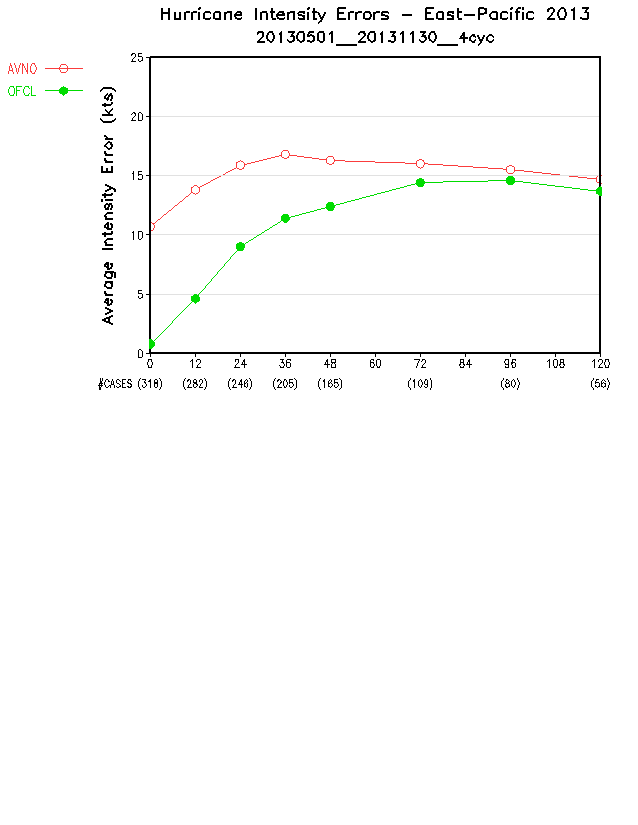 Hurricane Intensity Errors - East-Pacific 2013
20130501__20131130__4cyc
AVNO
OFCL
Average Intensity Error (kts)
25
20
15
10
5
0
0 12 24 36 48 60 72 84 96 108 120
#CASES (318) (282) (246) (205) (165) (109) (80) (56)